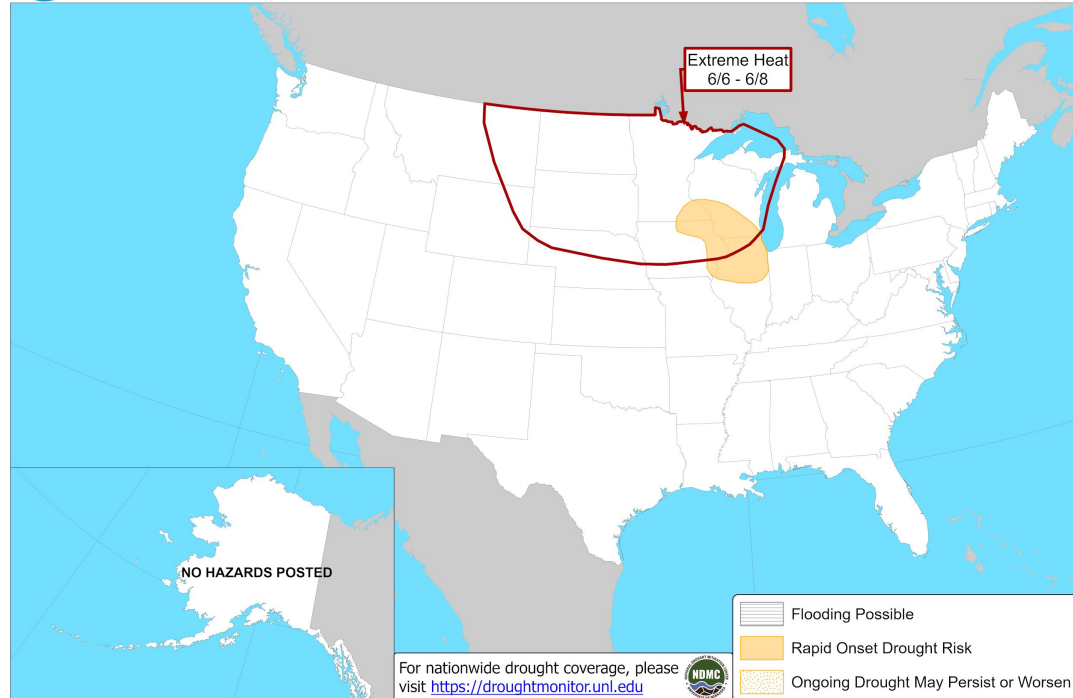 Extreme Heat
6/6 - 6/8
NO HAZARDS POSTED
For nationwide drought coverage, please
visit https://droughtmonitor.unl.edu
NDMC
Flooding Possible
Rapid Onset Drought Risk
Ongoing Drought May Persist or Worsen